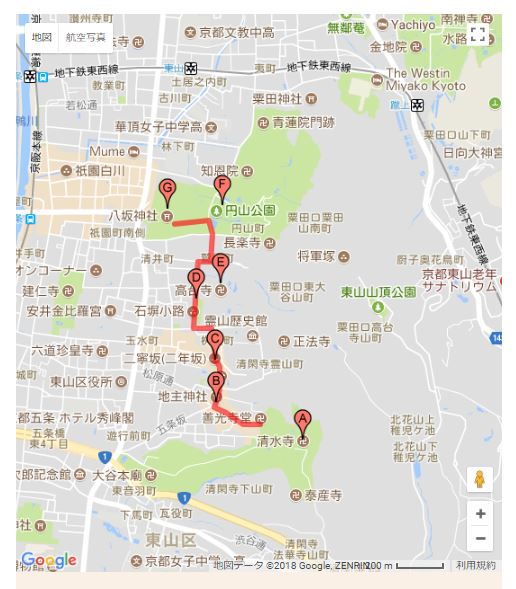 瓚州寺町
地図
航空写真
京都文教中高
無鄰菴
Yachiyo
南禅寺
金地院
水路
地下鉄東西線
地下鉄東西線
土居之内町
夷町
教業町
古川町
若松通
粟田神社
The Westin
Miyako Kyoto
蹴上
華頂女子中学高
青蓮院門跡
鴨川
京阪本線
粟田口山下町
林下町
日向大神宮
Mume
祇園白川
知恩院
G
F
八坂神社
円山公園
粟田口粟田
山南町
祇園町南側
円山町
長楽寺
清井町
E
将軍塚
厨子奥花鳥町
オンコーナー
D
京都東山老年
サナトリウム
地下鉄東西線
建仁寺
高台寺
粟田口東大
谷山町
東山山頂公園
安井金比羅宮
石塀小路
霊山歴史館
粟田口高台
寺山町
玉水町
C
六道珍皇寺
二寧坂(二年坂)
正法寺
清閑寺霊山町
東山区役所
松原通
B
地主神社
都五条 ホテル秀峰閣
善光寺堂
A
五条橋
東4丁目
五条坂
遊行前町
清水寺
北花山上
稚児ケ池
1
大谷本廟
北花山下
稚児ケ池
次郎記念館
東音羽町
清閑寺下山町
泰産寺
1
下馬町
瓦役町
東山区
渋谷通
清閑寺
法華寺山町
京都女子中学
Google
地図データ ©2018 Google, ZENRIN
200 m
利用規約